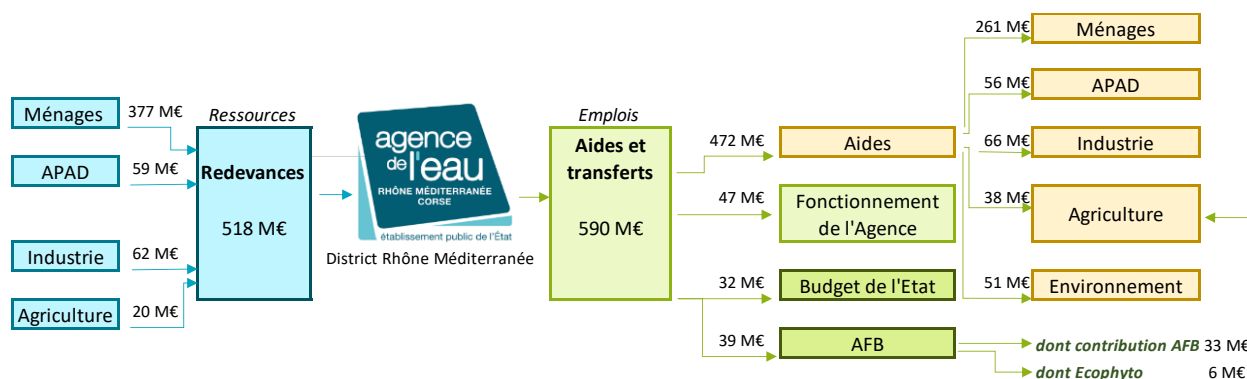 Ménages
377 M€
APAD
59 M€
Industrie
62 M€
Agriculture
20 M€
Ressources
Redevances
518 M€
agence
de l'eau
RHÔNE MÉDITERRANÉE
CORSE
établissement public de l'État
District Rhône Méditerranée
Emplois
Aides et
transferts
590 M€
472 M€
Aides
47 M€
Fonctionnement
de l'Agence
32 M€
Budget de l'Etat
39 M€
AFB
261 M€
Ménages
56 M€
APAD
66 M€
Industrie
38 M€
Agriculture
51 M€
Environnement
dont contribution AFB 33 M€
dont Ecophyto 6 M€